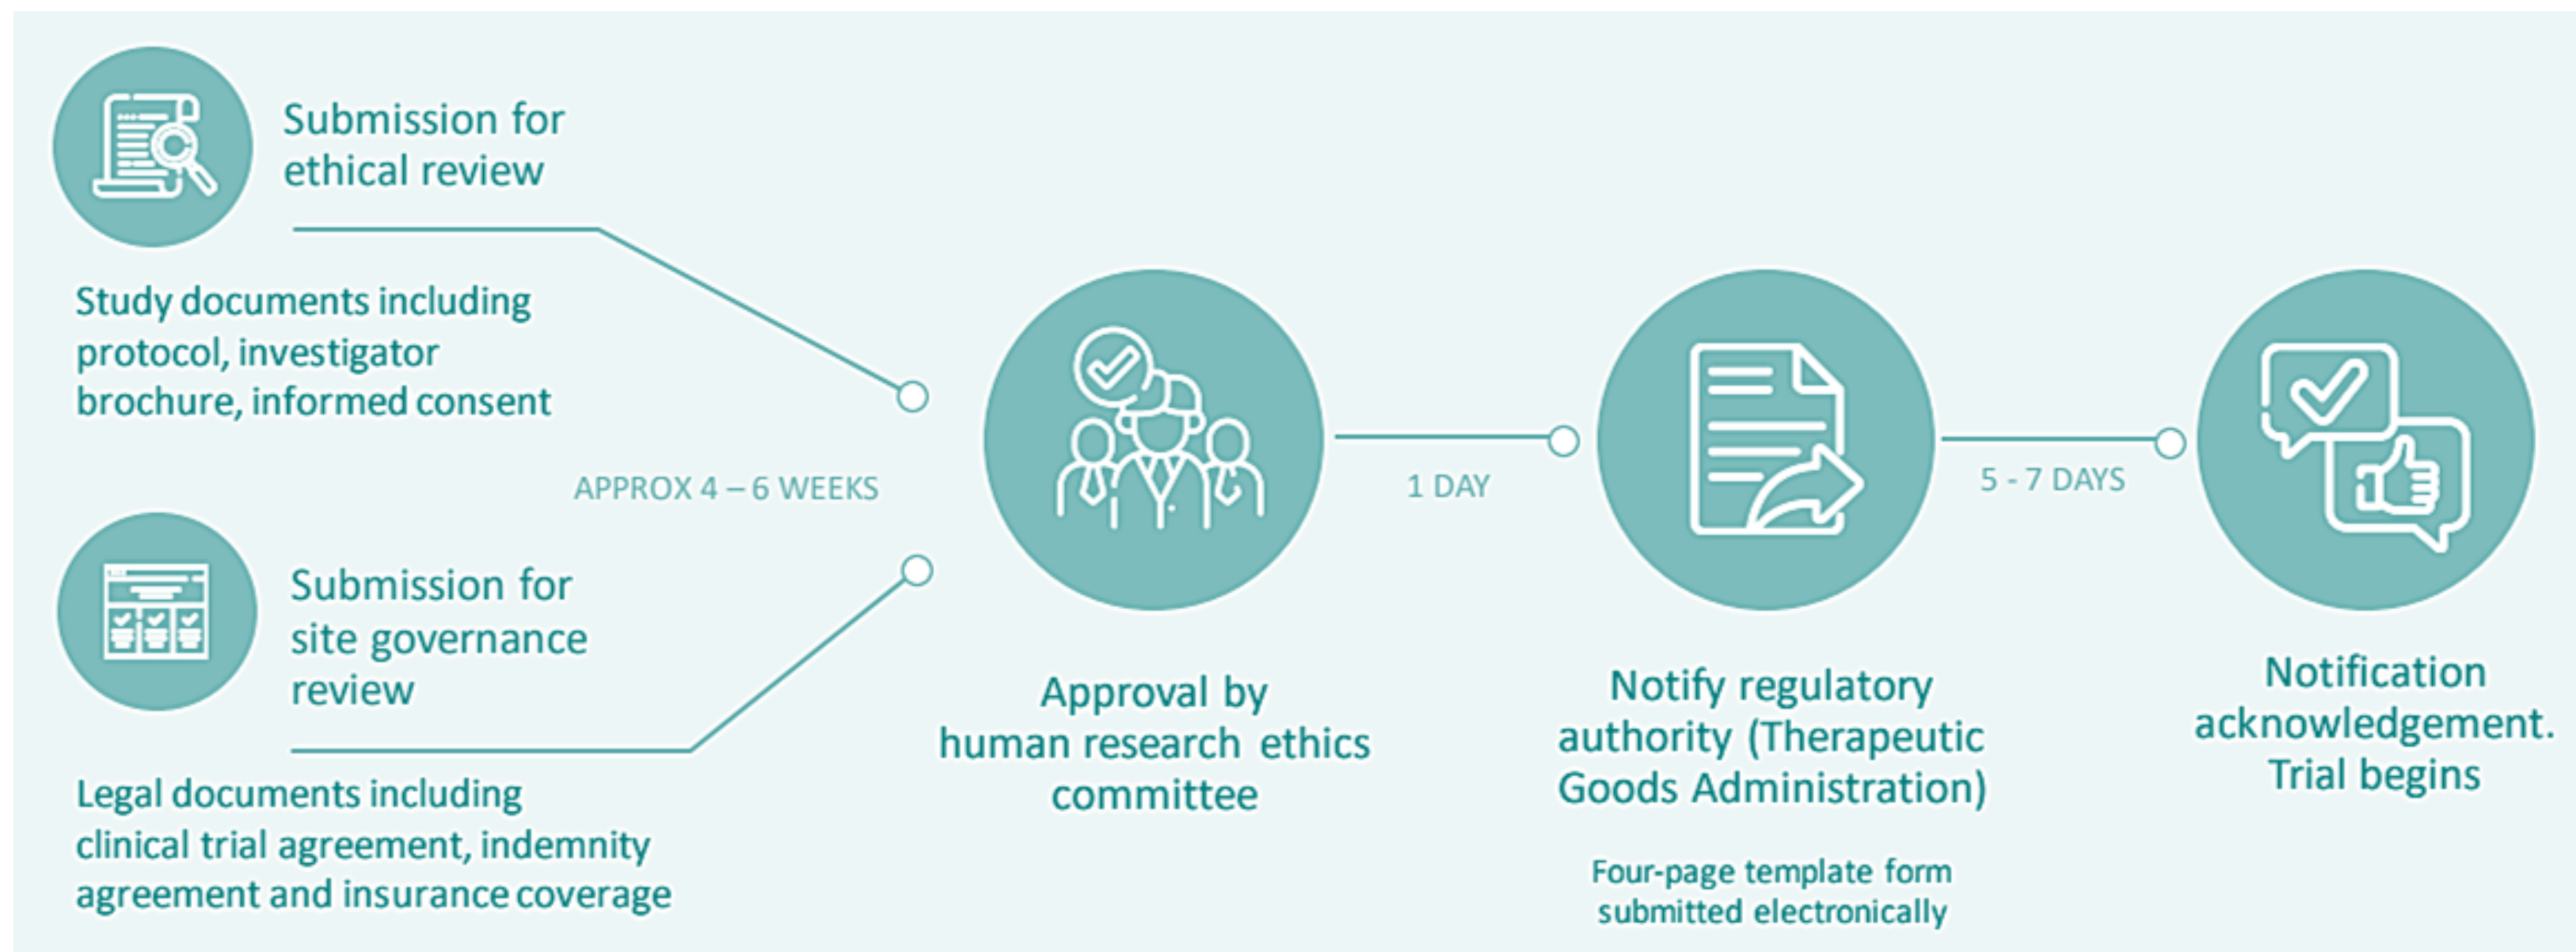 Submission for
ethical review
Study documents including
protocol, investigator
brochure, informed consent
APPROX 4 – 6 WEEKS
Submission for
site governance
review
Legal documents including
clinical trial agreement, indemnity
agreement and insurance coverage
Approval by
human research ethics
committee
1 DAY
Notify regulatory
authority (Therapeutic
Goods Administration)
Four-page template form
submitted electronically
5 - 7 DAYS
Notification
acknowledgement.
Trial begins